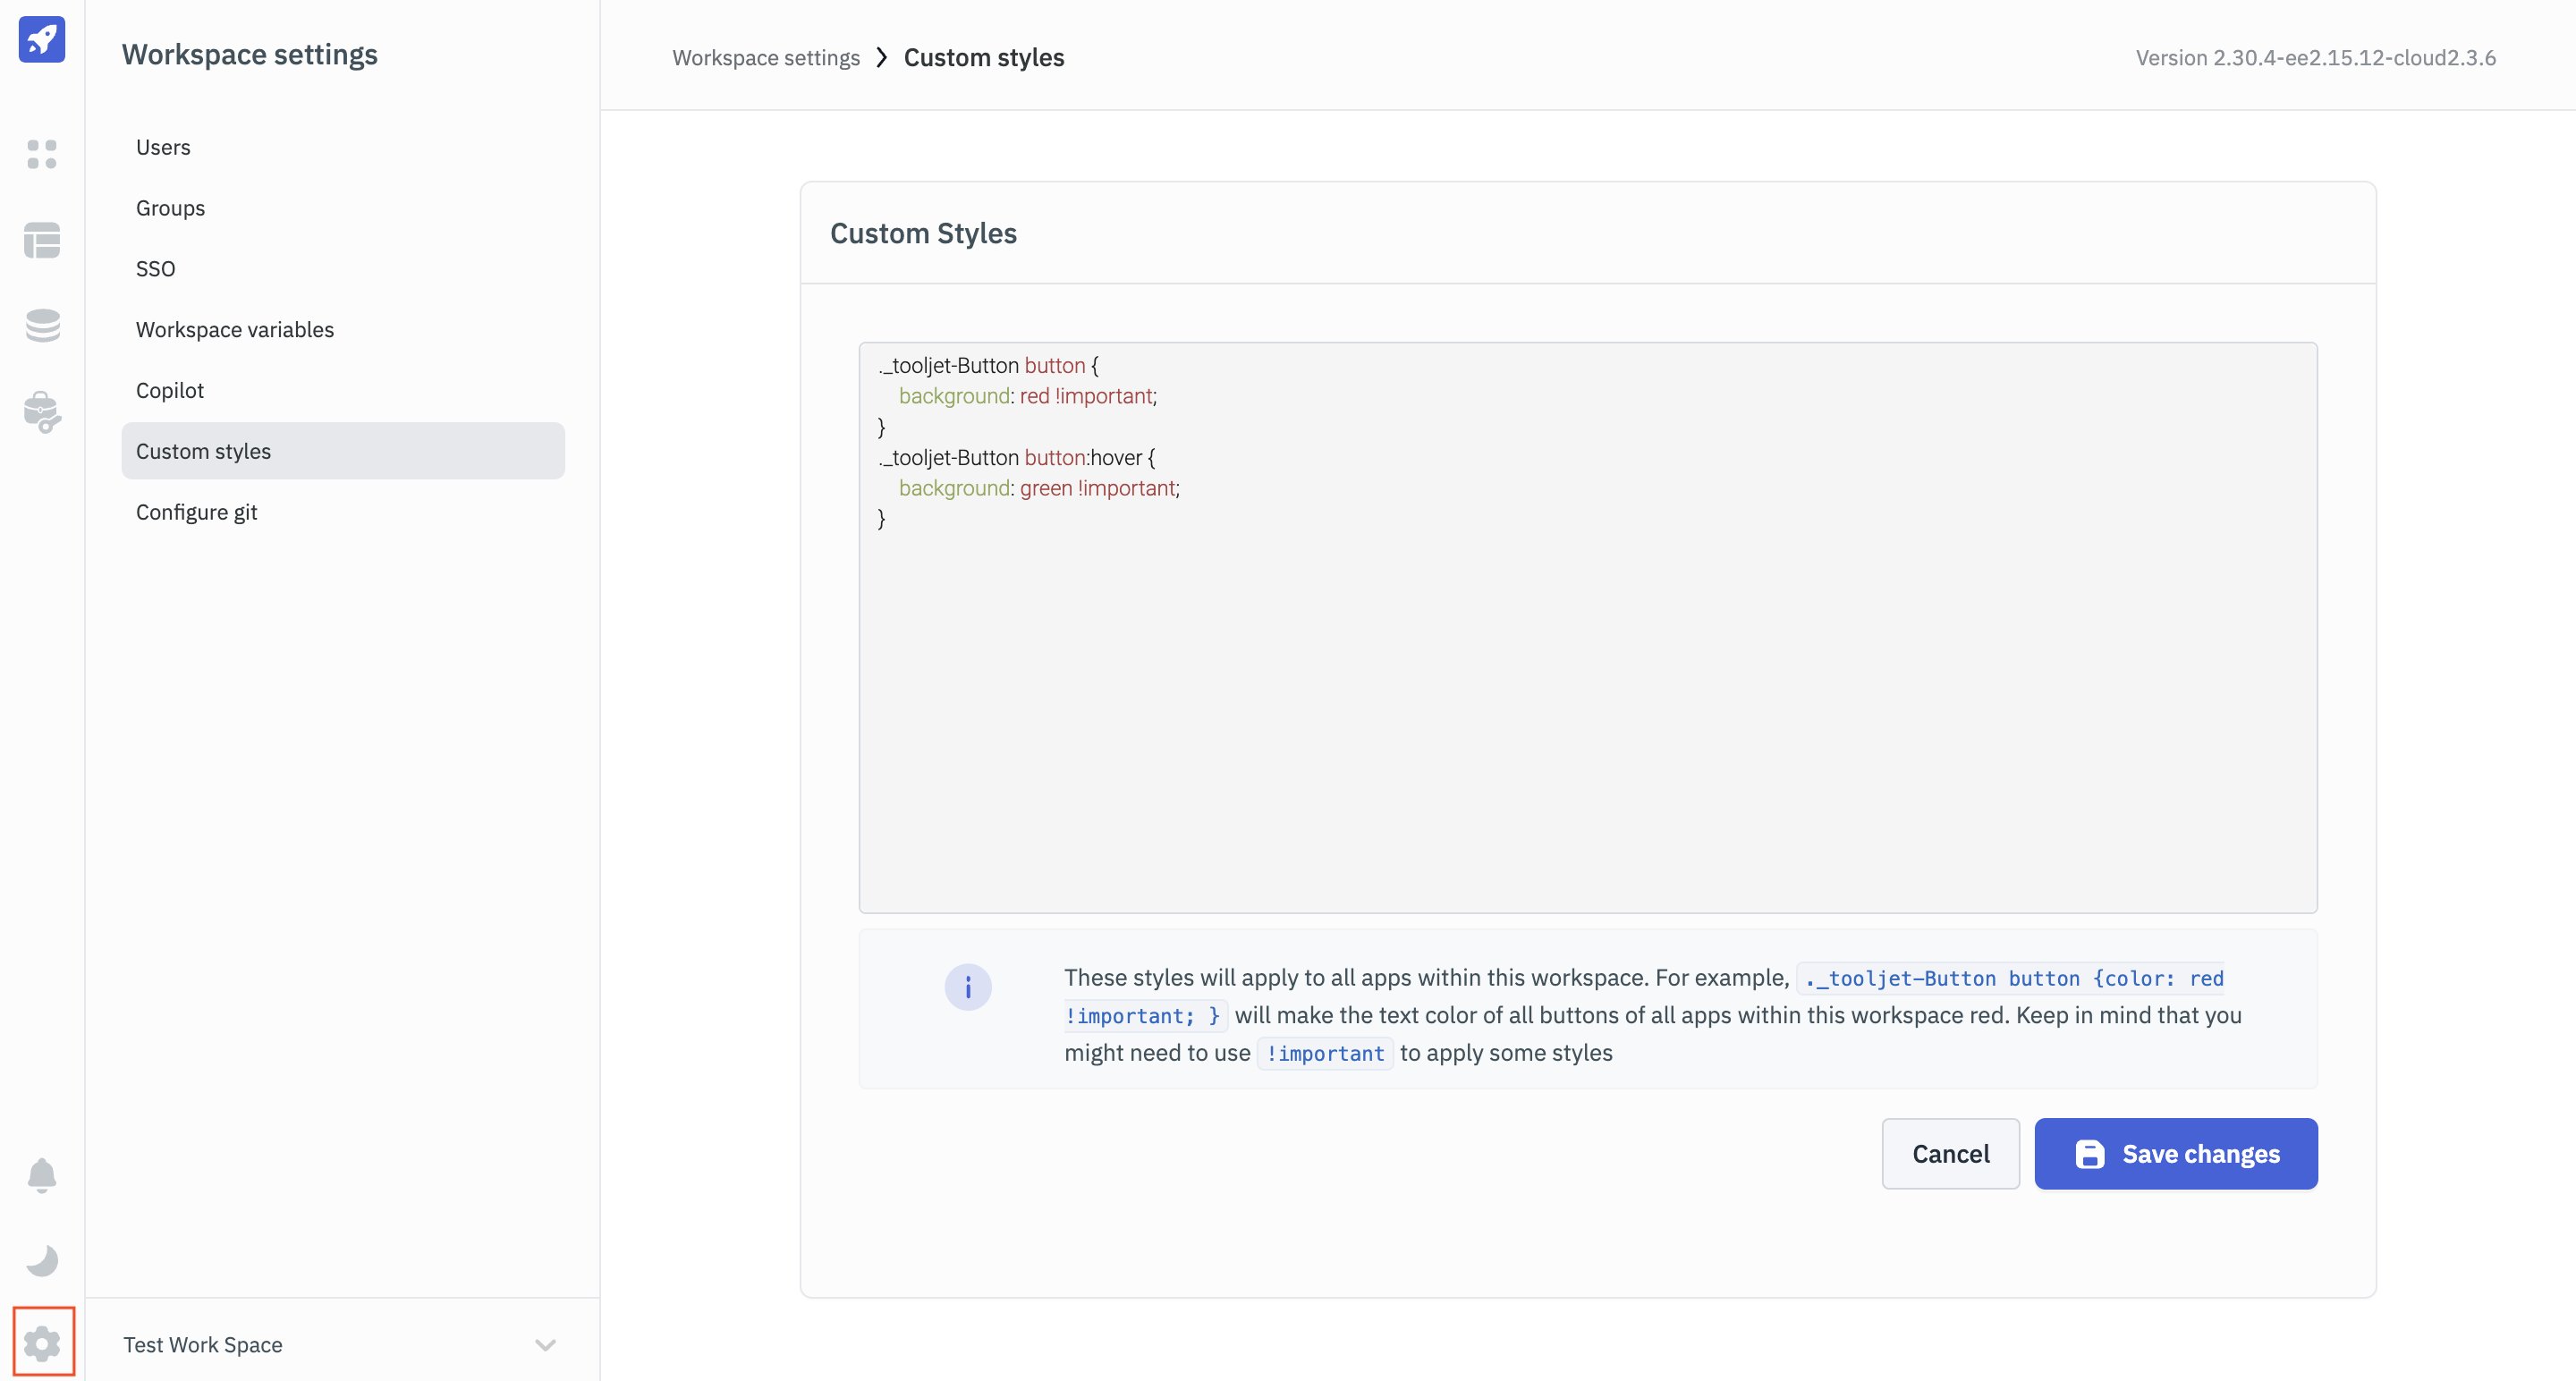 Workspace settings
Users
Groups
SSO
Workspace variables
Copilot
Custom styles
Configure git
Test Work Space
Workspace settings > Custom styles
Version 2.30.4-ee2.15.12-cloud2.3.6
Custom Styles
._tooljet-Button button {
    background: red !important;
}
._tooljet-Button button:hover {
    background: green !important;
}
These styles will apply to all apps within this workspace. For example, ._tooljet-Button button {color: red
!important; } will make the text color of all buttons of all apps within this workspace red. Keep in mind that you
might need to use !important to apply some styles
Cancel
Save changes